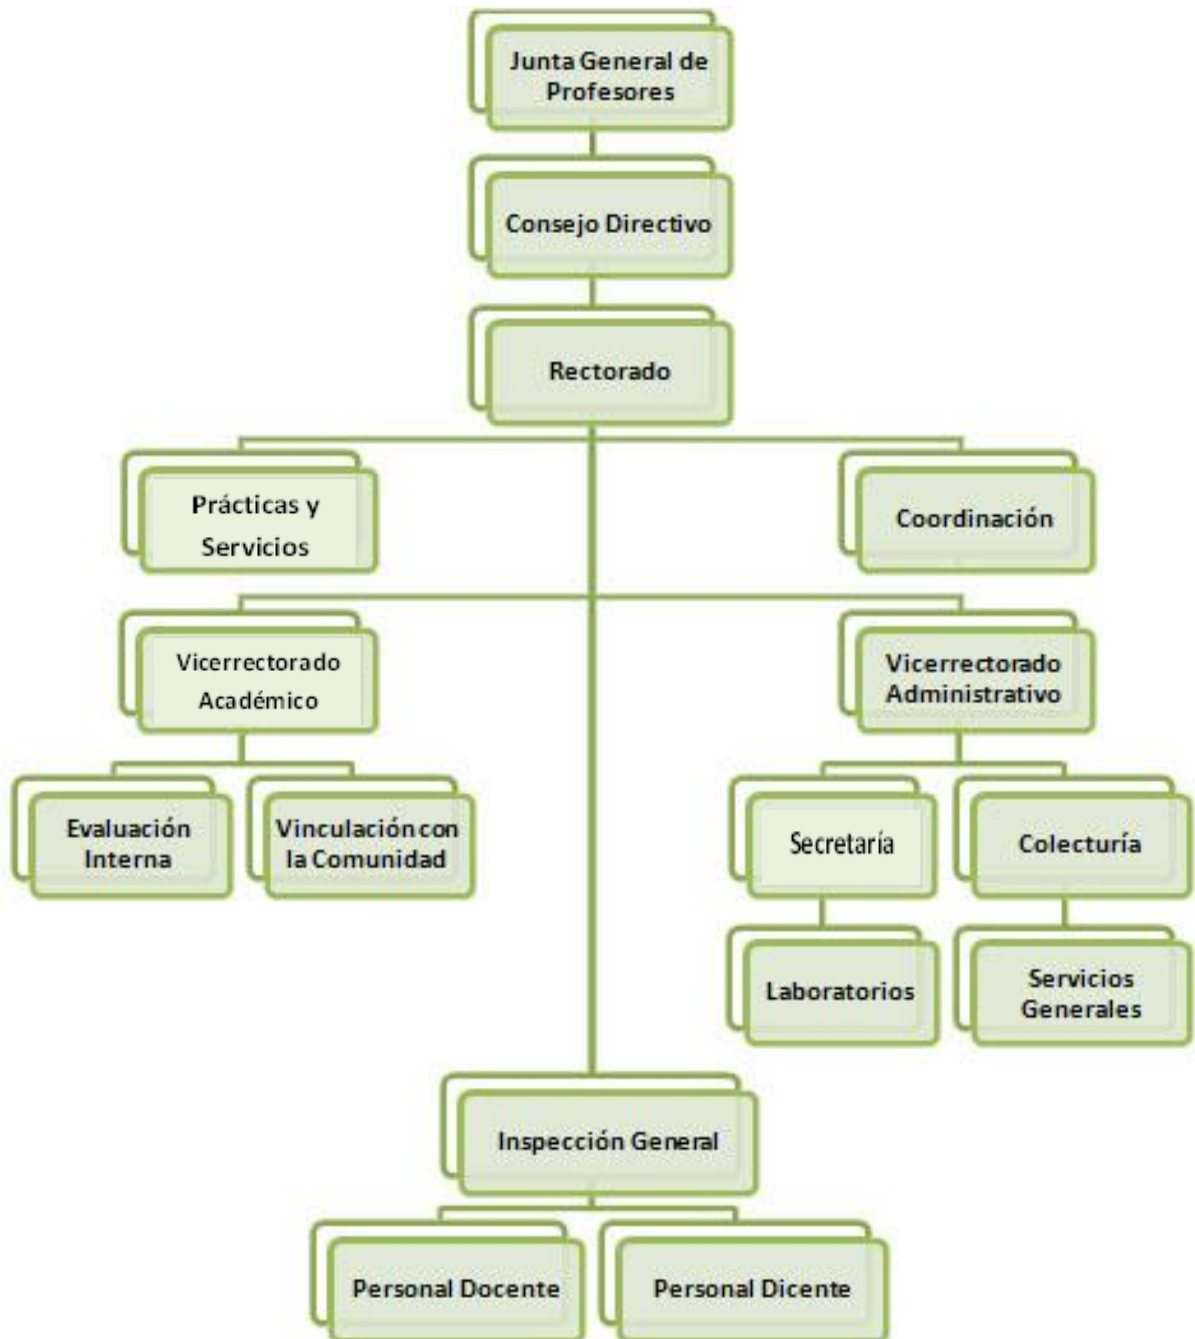 Junta General de
Profesores
Consejo Directivo
Rectorado
Prácticas y
Servicios
Coordinación
Vicerrectorado
Académico
Vicerrectorado
Administrativo
Evaluación
Interna
Vinculación con
la Comunidad
Secretaría
Colecturía
Laboratorios
Servicios
Generales
Inspección General
Personal Docente
Personal Dicente